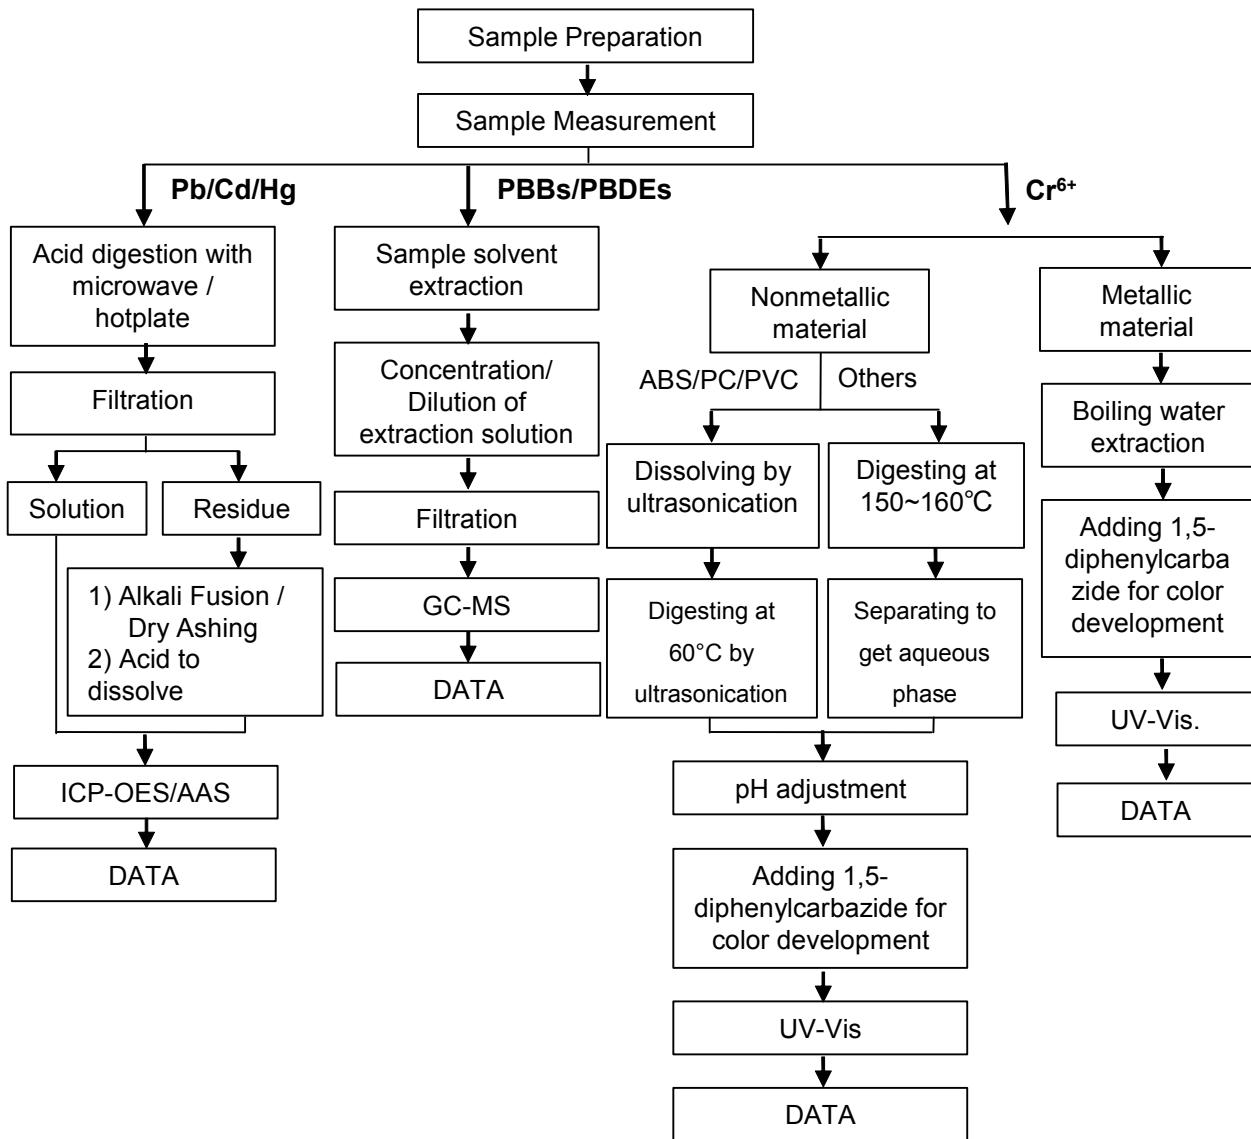 Sample Preparation
Sample Measurement
Pb/Cd/Hg
PBBs/PBDEs
Cr⁶⁺
Acid digestion with
microwave /
hotplate
Filtration
Solution
Residue
1) Alkali Fusion /
Dry Ashing
2) Acid to
dissolve
ICP-OES/AAS
DATA
Sample solvent
extraction
Concentration/
Dilution of
extraction solution
Filtration
GC-MS
DATA
Nonmetallic
material
ABS/PC/PVC
Others
Dissolving by
ultrasonication
Digesting at
60°C by
ultrasonication
Digesting at
150~160℃
Separating to
get aqueous
phase
pH adjustment
Adding 1,5-
diphenylcarbazide for
color development
UV-Vis
DATA
Metallic
material
Boiling water
extraction
Adding 1,5-
diphenylcarba
zide for color
development
UV-Vis.
DATA